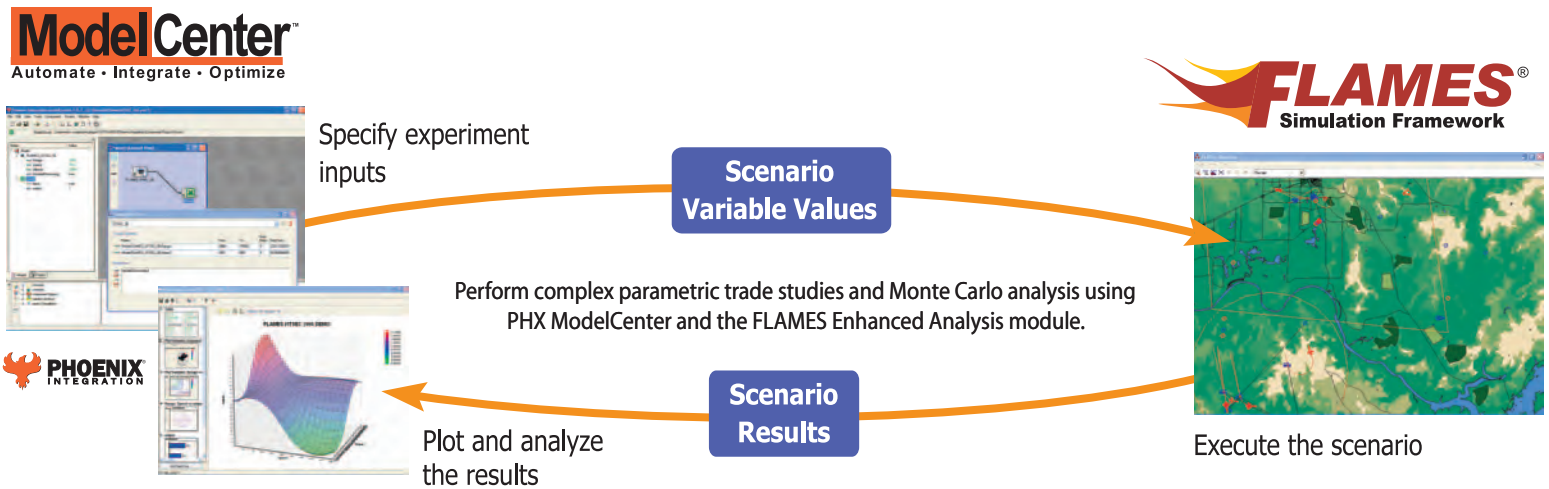 ModelCenter™
Automate • Integrate • Optimize
FLAMES®
Simulation Framework
Specify experiment
inputs
Scenario
Variable Values
Perform complex parametric trade studies and Monte Carlo analysis using
PHX ModelCenter and the FLAMES Enhanced Analysis module.
PHOENIX®
INTEGRATION
Scenario
Results
Plot and analyze
the results
Execute the scenario